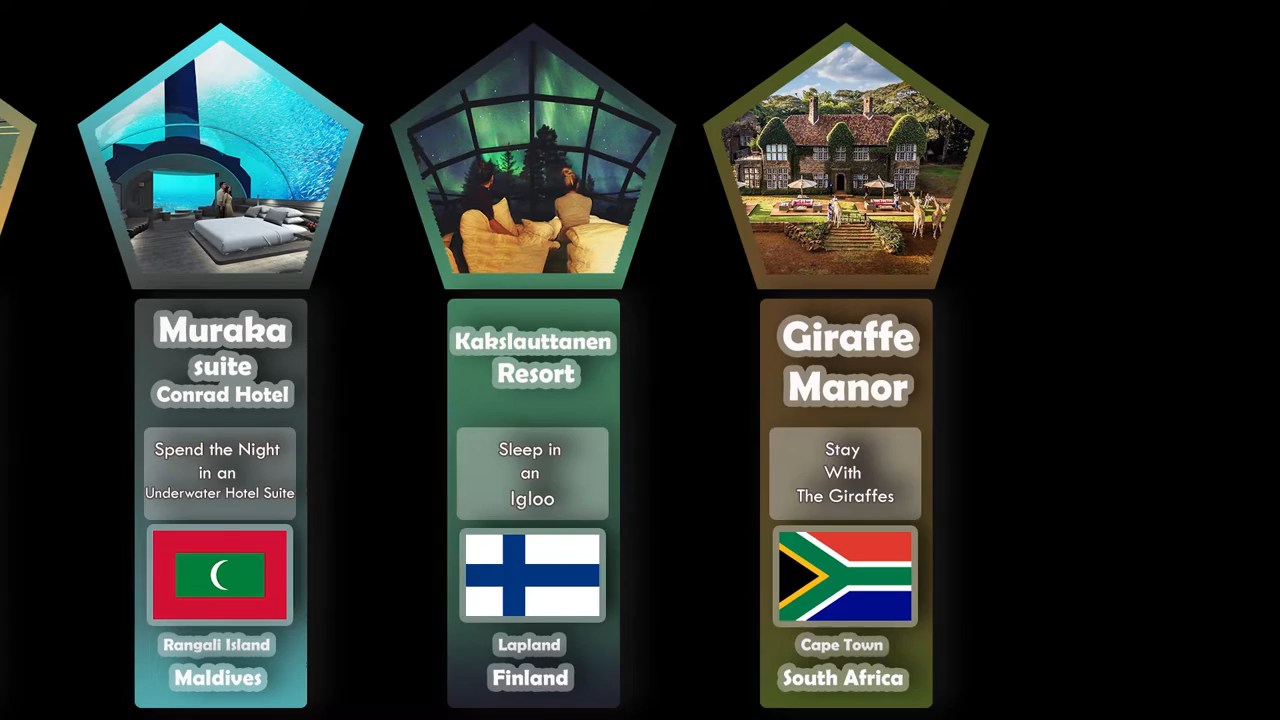 Muraka
suite
Conrad Hotel
Spend the Night
in an
Underwater Hotel Suite
Rangali Island
Maldives
Kakslauttanen
Resort
Sleep in
an
Igloo
Lapland
Finland
Giraffe
Manor
Stay
With
The Giraffes
Cape Town
South Africa